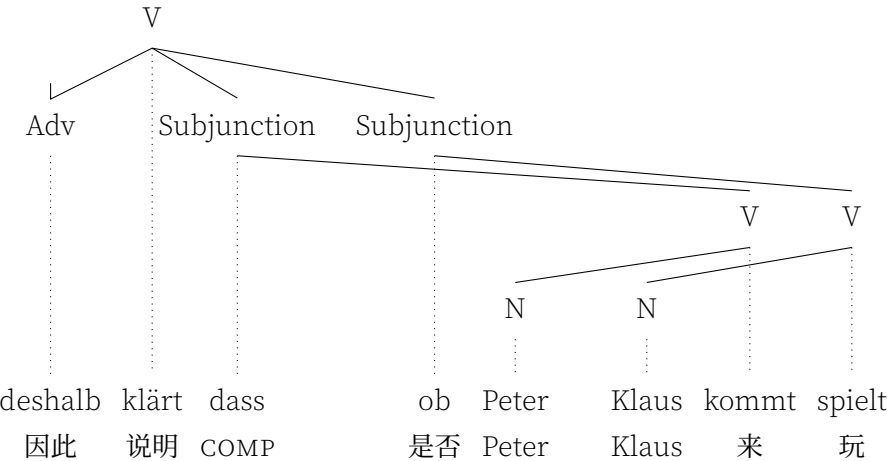 V
Adv Subjunction Subjunction
V V
N N
deshalb klärt dass ob Peter Klaus kommt spielt
因此 说明 COMP 是否 Peter Klaus 来 玩